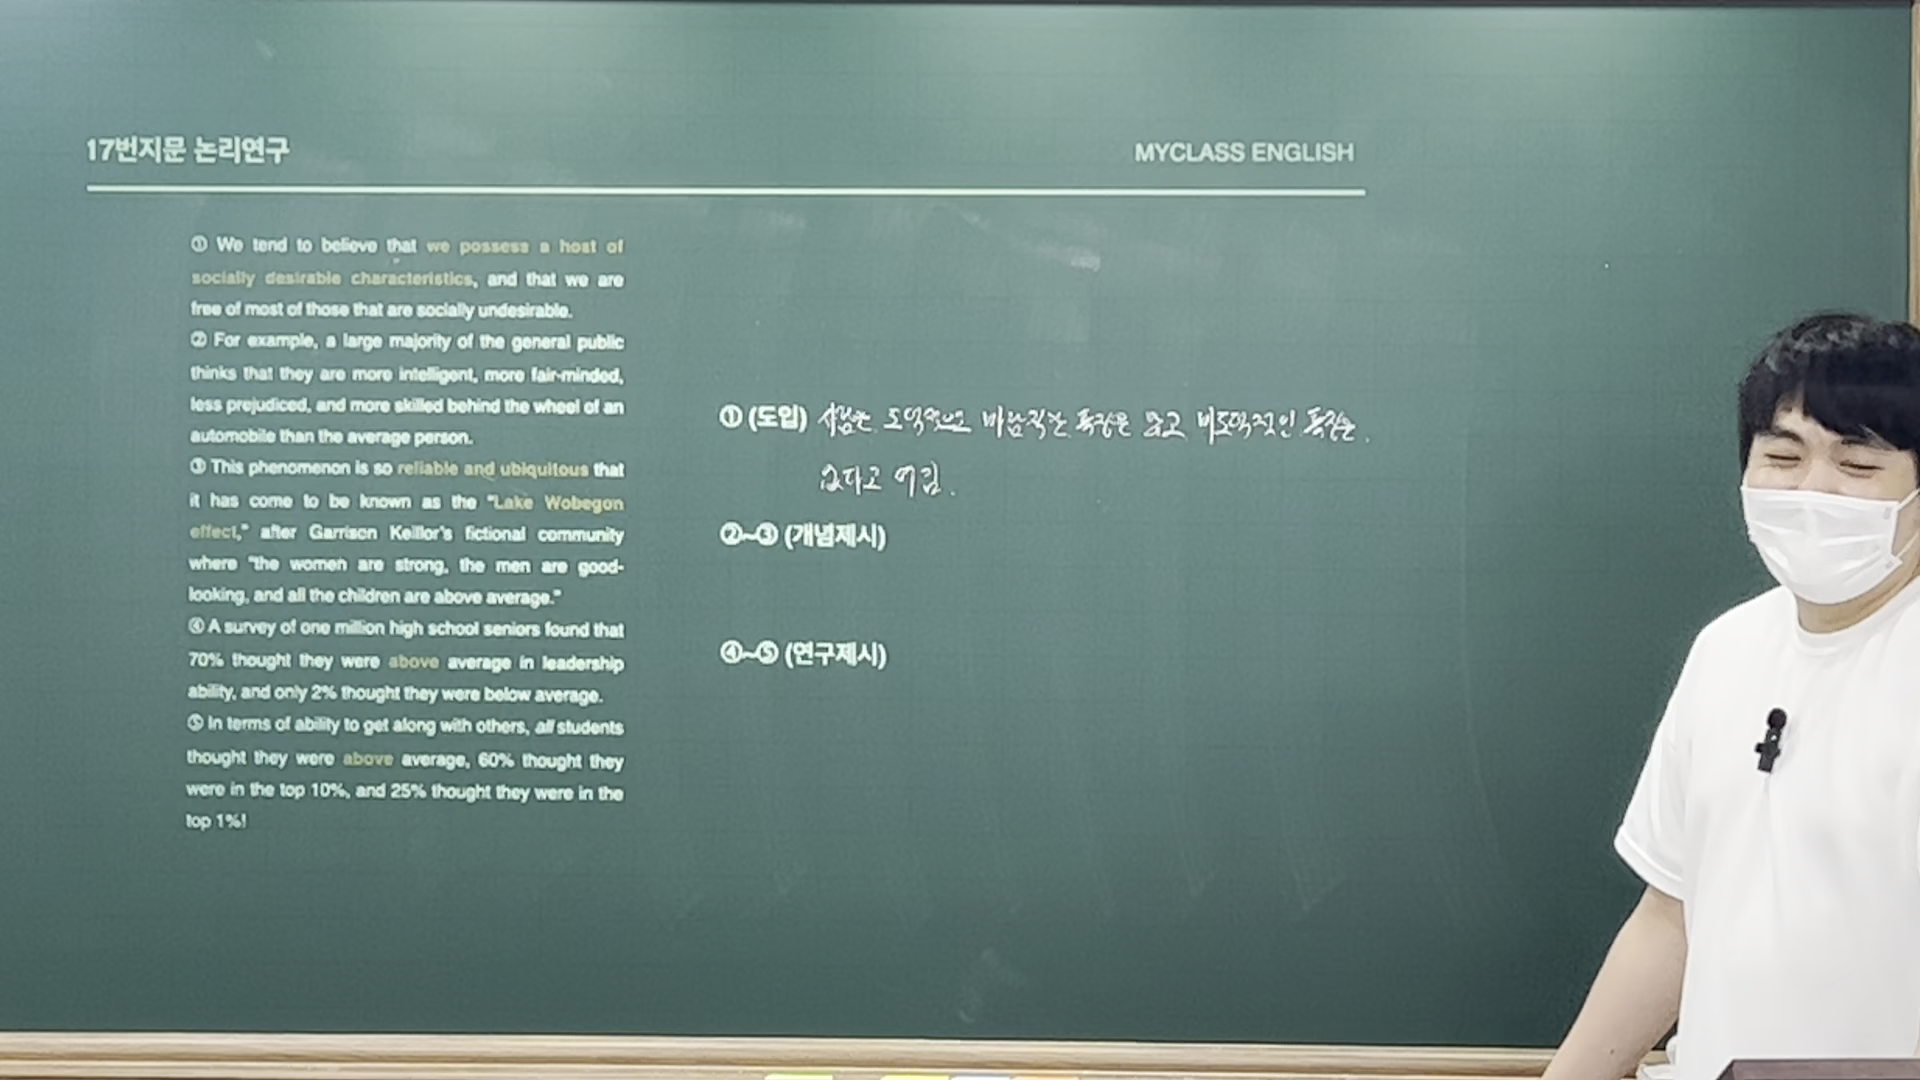 17번지문 논리연구
MYCLASS ENGLISH
① We tend to believe that we possess a host of
socially desirable characteristics, and that we are
free of most of those that are socially undesirable.
② For example, a large majority of the general public
thinks that they are more intelligent, more fair-minded,
less prejudiced, and more skilled behind the wheel of an
automobile than the average person.
③ This phenomenon is so reliable and ubiquitous that
it has come to be known as the "Lake Wobegon
effect," after Garrison Keillor's fictional community
where "the women are strong, the men are good-
looking, and all the children are above average."
④ A survey of one million high school seniors found that
70% thought they were above average in leadership
ability, and only 2% thought they were below average.
⑤ In terms of ability to get along with others, all students
thought they were above average, 60% thought they
were in the top 10%, and 25% thought they were in the
top 1%!
① (도입) 사람은 도덕적으로 바람직한 특징은 많고 비도덕적인 특징은
없다고 여김.
②~③ (개념제시)
④~⑤ (연구제시)